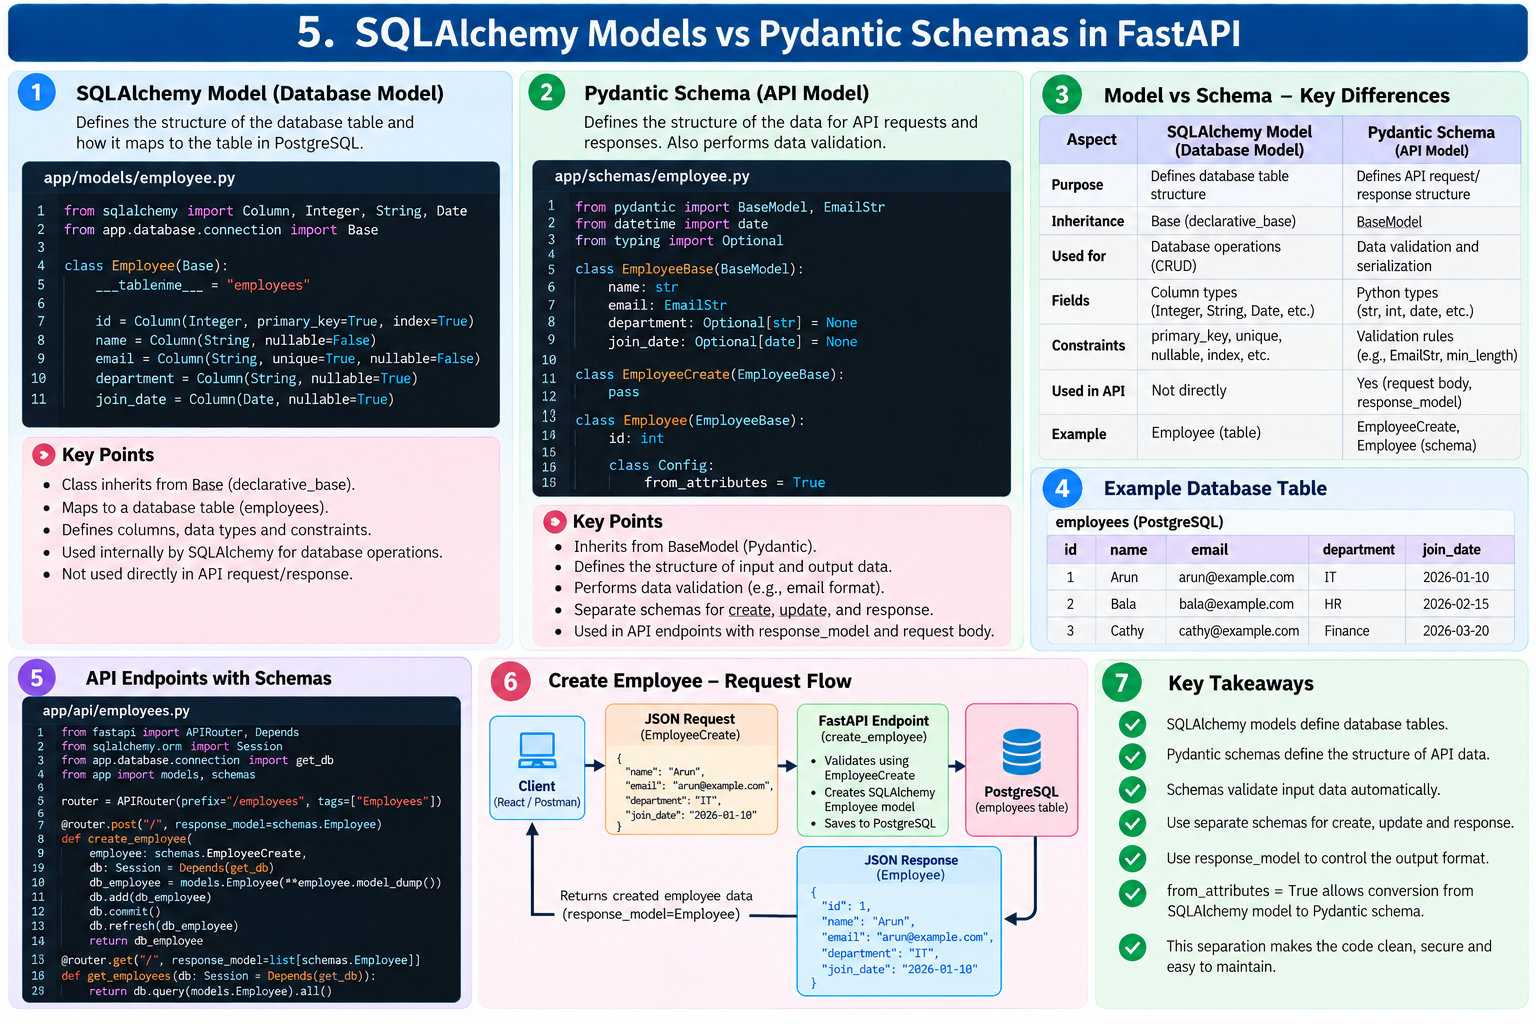 5. SQLAlchemy Models vs Pydantic Schemas in FastAPI
1
SQLAlchemy Model (Database Model)
Defines the structure of the database table and
how it maps to the table in PostgreSQL.
app/models/employee.py
1 from sqlalchemy import Column, Integer, String, Date
2 from app.database.connection import Base
3
4 class Employee(Base):
5 ___tableпime___ = "employees"
6
7 id = Column(Integer, primary_key=True, index=True)
8 name = Column(String, nullable=False)
9 email = Column(String, unique=True, nullable=False)
10 department = Column(String, nullable=True)
11 join_date = Column(Date, nullable=True)
Key Points
• Class inherits from Base (declarative_base).
• Maps to a database table (employees).
• Defines columns, data types and constraints.
• Used internally by SQLAlchemy for database operations.
• Not used directly in API request/response.
2
Pydantic Schema (API Model)
Defines the structure of the data for API requests and
responses. Also performs data validation.
app/schemas/employee.py
1 from pydantic import BaseModel, EmailStr
2 from datetime import date
3 from typing import Optional
4
5 class EmployeeBase(BaseModel):
6 name: str
7 email: EmailStr
8 department: Optional[str] = None
9 join_date: Optional[date] = None
10
11 class EmployeeCreate(EmployeeBase):
12 pass
13 class Employee(EmployeeBase):
14 id: int
15
16 class Config:
18 from_attributes = True
Key Points
• Inherits from BaseModel (Pydantic).
• Defines the structure of input and output data.
• Performs data validation (e.g., email format).
• Separate schemas for create, update, and response.
• Used in API endpoints with response_model and request body.
3
Model vs Schema – Key Differences
Aspect SQLAlchemy Model (Database Model) Pydantic Schema (API Model)
Purpose Defines database table structure Defines API request/ response structure
Inheritance Base (declarative_base) BaseModel
Used for Database operations (CRUD) Data validation and serialization
Fields Column types (Integer, String, Date, etc.) Python types (str, int, date, etc.)
Constraints primary_key, unique, nullable, index, etc. Validation rules (e.g., EmailStr, min_length)
Used in API Not directly Yes (request body, response_model)
Example Employee (table) EmployeeCreate, Employee (schema)
4
Example Database Table
employees (PostgreSQL)
id name email department join_date
1 Arun arun@example.com IT 2026-01-10
2 Bala bala@example.com HR 2026-02-15
3 Cathy cathy@example.com Finance 2026-03-20
5
API Endpoints with Schemas
app/api/employees.py
1 from fastapi import APIRouter, Depends
2 from sqlalchemy.orm import Session
3 from app.database.connection import get_db
4 from app import models, schemas
6
5 router = APIRouter(prefix="/employees", tags=["Employees"])
6
7 @router.post("/", response_model=schemas.Employee)
8 def create_employee(
9 employee: schemas.EmployeeCreate,
19 db: Session = Depends(get_db)
10 db_employee = models.Employee(**employee.model_dump())
11 db.add(db_employee)
12 db.commit()
13 db.refresh(db_employee)
14 return db_employee
15 @router.get("/", response_model=list[schemas.Employee]]
18 def get_employees(db: Session = Depends(get_db)):
28 return db.query(models.Employee).all()
6
Create Employee – Request Flow
Client
(React / Postman)
JSON Request
(EmployeeCreate)
{
"name": "Arun",
"email": "arun@example.com",
"department": "IT",
"join_date": "2026-01-10"
}
FastAPI Endpoint
(create_employee)
• Validates using
EmployeeCreate
• Creates SQLAlchemy
Employee model
• Saves to PostgreSQL
PostgreSQL
(employees table)
JSON Response
(Employee)
{
"id": 1,
"name": "Arun",
"email": "arun@example.com",
"department": "IT",
"join_date": "2026-01-10"
}
Returns created employee data
(response_model=Employee)
7
Key Takeaways
SQLAlchemy models define database tables.
Pydantic schemas define the structure of API data.
Schemas validate input data automatically.
Use separate schemas for create, update and response.
Use response_model to control the output format.
from_attributes = True allows conversion from
SQLAlchemy model to Pydantic schema.
This separation makes the code clean, secure and
easy to maintain.